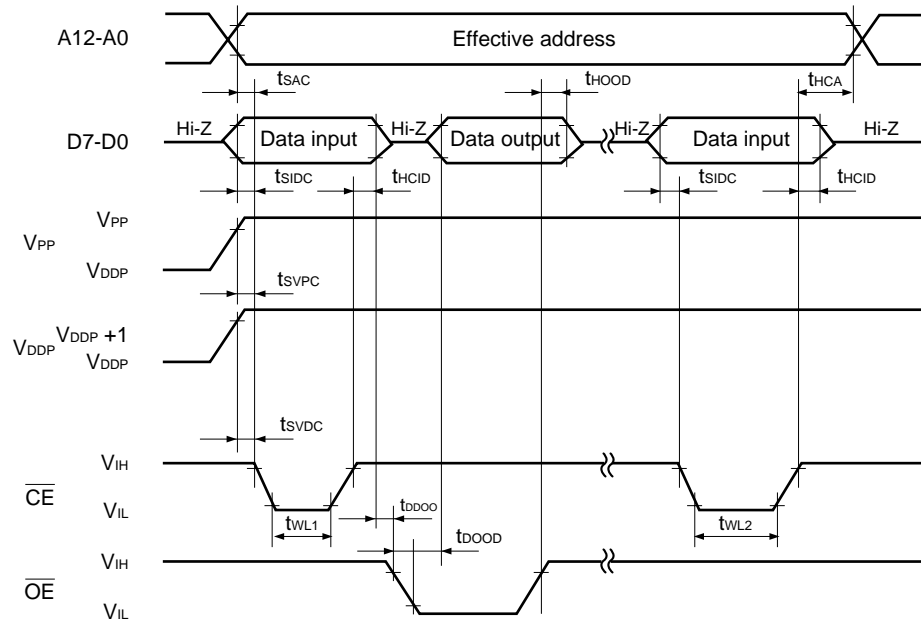 A12-A0 Effective address
tSAC tHOOD tHCA
D7-D0 Hi-Z Data input Hi-Z Data output Hi-Z Data input Hi-Z
tSIDC tHCID tSIDC tHCID
VPP
VPP
VDDP
tSVPC
VDDP +1
VDDP
VDDP
tSVDC
VIH
CE
VIL
tWL1 tDDOO tWL2
tDOOD
VIH
OE
VIL